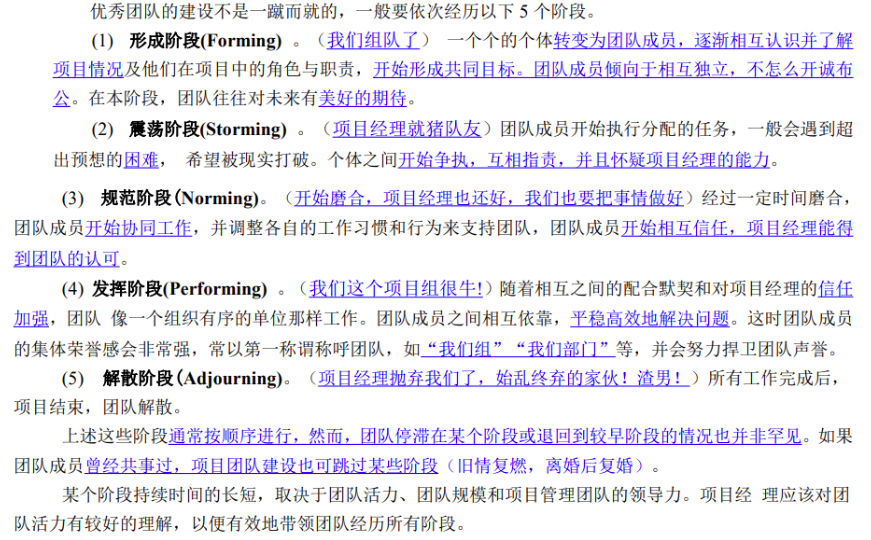 优秀团队的建设不是一蹴而就的，一般要依次经历以下 5 个阶段。
(1) 形成阶段(Forming) 。（我们组队了） 一个个的个体转变为团队成员，逐渐相互认识并了解
项目情况及他们在项目中的角色与职责，开始形成共同目标。团队成员倾向于相互独立，不怎么开诚布
公。在本阶段，团队往往对未来有美好的期待。
(2) 震荡阶段(Storming) 。（项目经理就猪队友）团队成员开始执行分配的任务，一般会遇到超
出预想的困难， 希望被现实打破。个体之间开始争执，互相指责，并且怀疑项目经理的能力。
(3) 规范阶段(Norming)。（开始磨合，项目经理也还好，我们也要把事情做好）经过一定时间磨合，
团队成员开始协同工作，并调整各自的工作习惯和行为来支持团队，团队成员开始相互信任，项目经理能得
到团队的认可。
(4) 发挥阶段(Performing) 。（我们这个项目组很牛!）随着相互之间的配合默契和对项目经理的信任
加强，团队 像一个组织有序的单位那样工作。团队成员之间相互依靠，平稳高效地解决问题。这时团队成员
的集体荣誉感会非常强，常以第一称谓称呼团队，如“我们组”“我们部门”等，并会努力捍卫团队声誉。
(5) 解散阶段(Adjourning)。（项目经理抛弃我们了，始乱终弃的家伙！渣男！）所有工作完成后，
项目结束，团队解散。
上述这些阶段通常按顺序进行，然而，团队停滞在某个阶段或退回到较早阶段的情况也并非罕见。如果
团队成员曾经共事过，项目团队建设也可跳过某些阶段（旧情复燃，离婚后复婚）。
某个阶段持续时间的长短，取决于团队活力、团队规模和项目管理团队的领导力。项目经 理应该对团
队活力有较好的理解，以便有效地带领团队经历所有阶段。